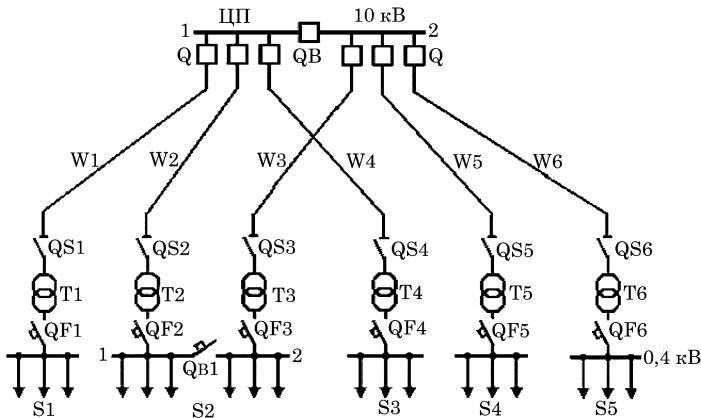 ЦП 10 кВ
1 2
Q QB Q
W1 W2 W3 W4 W5 W6
QS1 QS2 QS3 QS4 QS5 QS6
T1 T2 T3 T4 T5 T6
QF1 QF2 QF3 QF4 QF5 QF6
1 QB1 2 0,4 кВ
S1 S2 S3 S4 S5